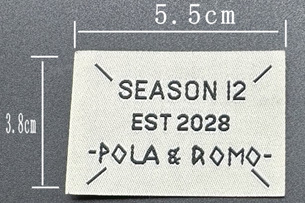 5.5cm
3.8cm
SEASON 12
EST 2028
-POLA & ROMO-